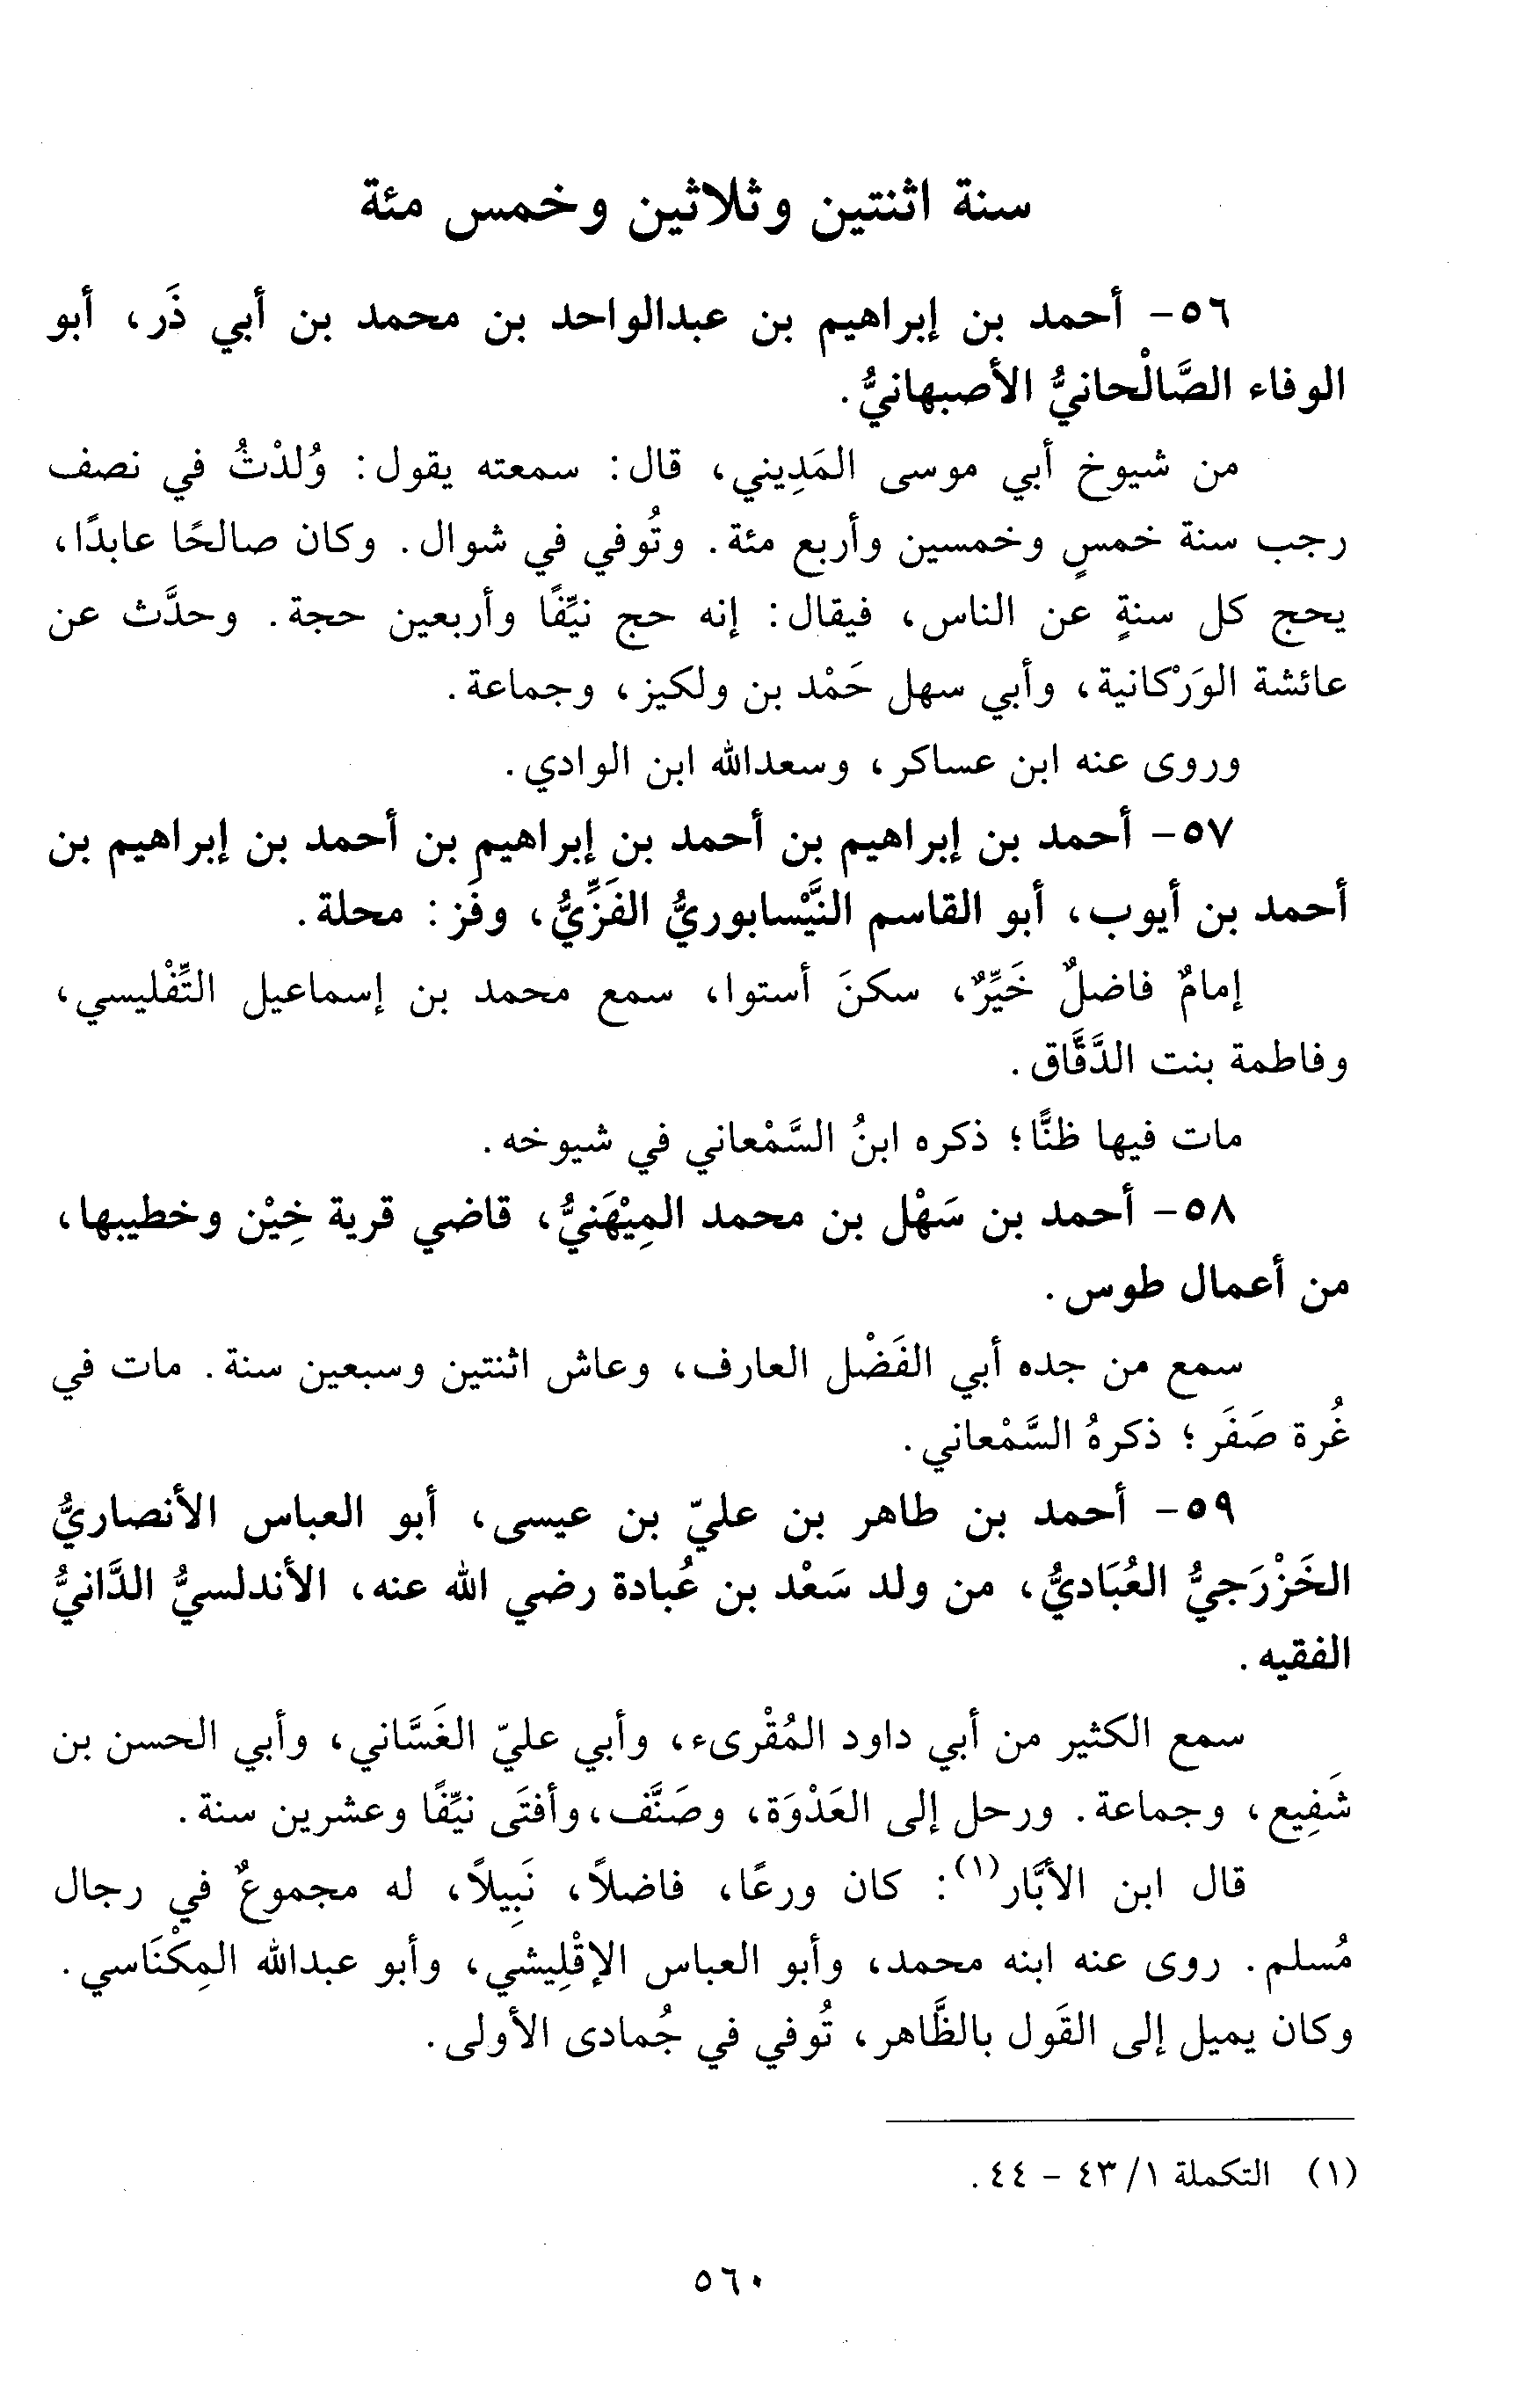 سنة اثنتين وثلاثين وخمس مئة
٥٦- أحمد بن إبراهيم بن عبدالواحد بن محمد بن أبي ذَر، أبو
الوفاء الصَّالْحانيُّ الأصبهانيُّ.
من شيوخ أبي موسى المَدِيني، قال: سمعته يقول: وُلدْتُ في نصف
رجب سنة خمسٍ وخمسين وأربع مئة. وتُوفي في شوال. وكان صالحًا عابدًا،
يحج كل سنةٍ عن الناس، فيقال: إنه حج نيِّفًا وأربعين حجة. وحدَّث عن
عائشة الوَرْكانية، وأبي سهل حَمْد بن ولكيز، وجماعة.
وروى عنه ابن عساكر، وسعدالله ابن الوادي.
٥٧- أحمد بن إبراهيم بن أحمد بن إبراهيم بن أحمد بن إبراهيم بن
أحمد بن أيوب، أبو القاسم النَّيْسابوريُّ الفَزِّيُّ، وفَز: محلة.
إمامٌ فاضلٌ خَيِّرٌ، سكنَ أستوا، سمع محمد بن إسماعيل التِّفْليسي،
وفاطمة بنت الدَّقَّاق.
مات فيها ظنًّا؛ ذكره ابنُ السَّمْعاني في شيوخه.
٥٨- أحمد بن سَهْل بن محمد المِيْهَنيُّ، قاضي قرية خِيْن وخطيبها،
من أعمال طوس.
سمع من جده أبي الفَضْل العارف، وعاش اثنتين وسبعين سنة. مات في
غُرة صَفَر؛ ذكرهُ السَّمْعاني.
٥٩- أحمد بن طاهر بن عليّ بن عيسى، أبو العباس الأنصاريُّ
الخَزْرَجيُّ العُبَاديُّ، من ولد سَعْد بن عُبادة رضي الله عنه، الأندلسيُّ الدَّانيُّ
الفقيه.
سمع الكثير من أبي داود المُقْرىء، وأبي عليّ الغَسَّاني، وأبي الحسن بن
شَفِيع، وجماعة. ورحل إلى العَدْوَة، وصَنَّف،وأفتَى نيِّفًا وعشرين سنة.
قال ابن الأبَّار(١): كان ورعًا، فاضلًا، نَبِيلًا، له مجموعٌ في رجال
مُسلم. روى عنه ابنه محمد، وأبو العباس الإقْلِيشي، وأبو عبدالله المِكْنَاسي.
وكان يميل إلى القَول بالظَّاهر، تُوفي في جُمادى الأولى.
(١) التكملة ١/ ٤٣ - ٤٤.
٥٦٠